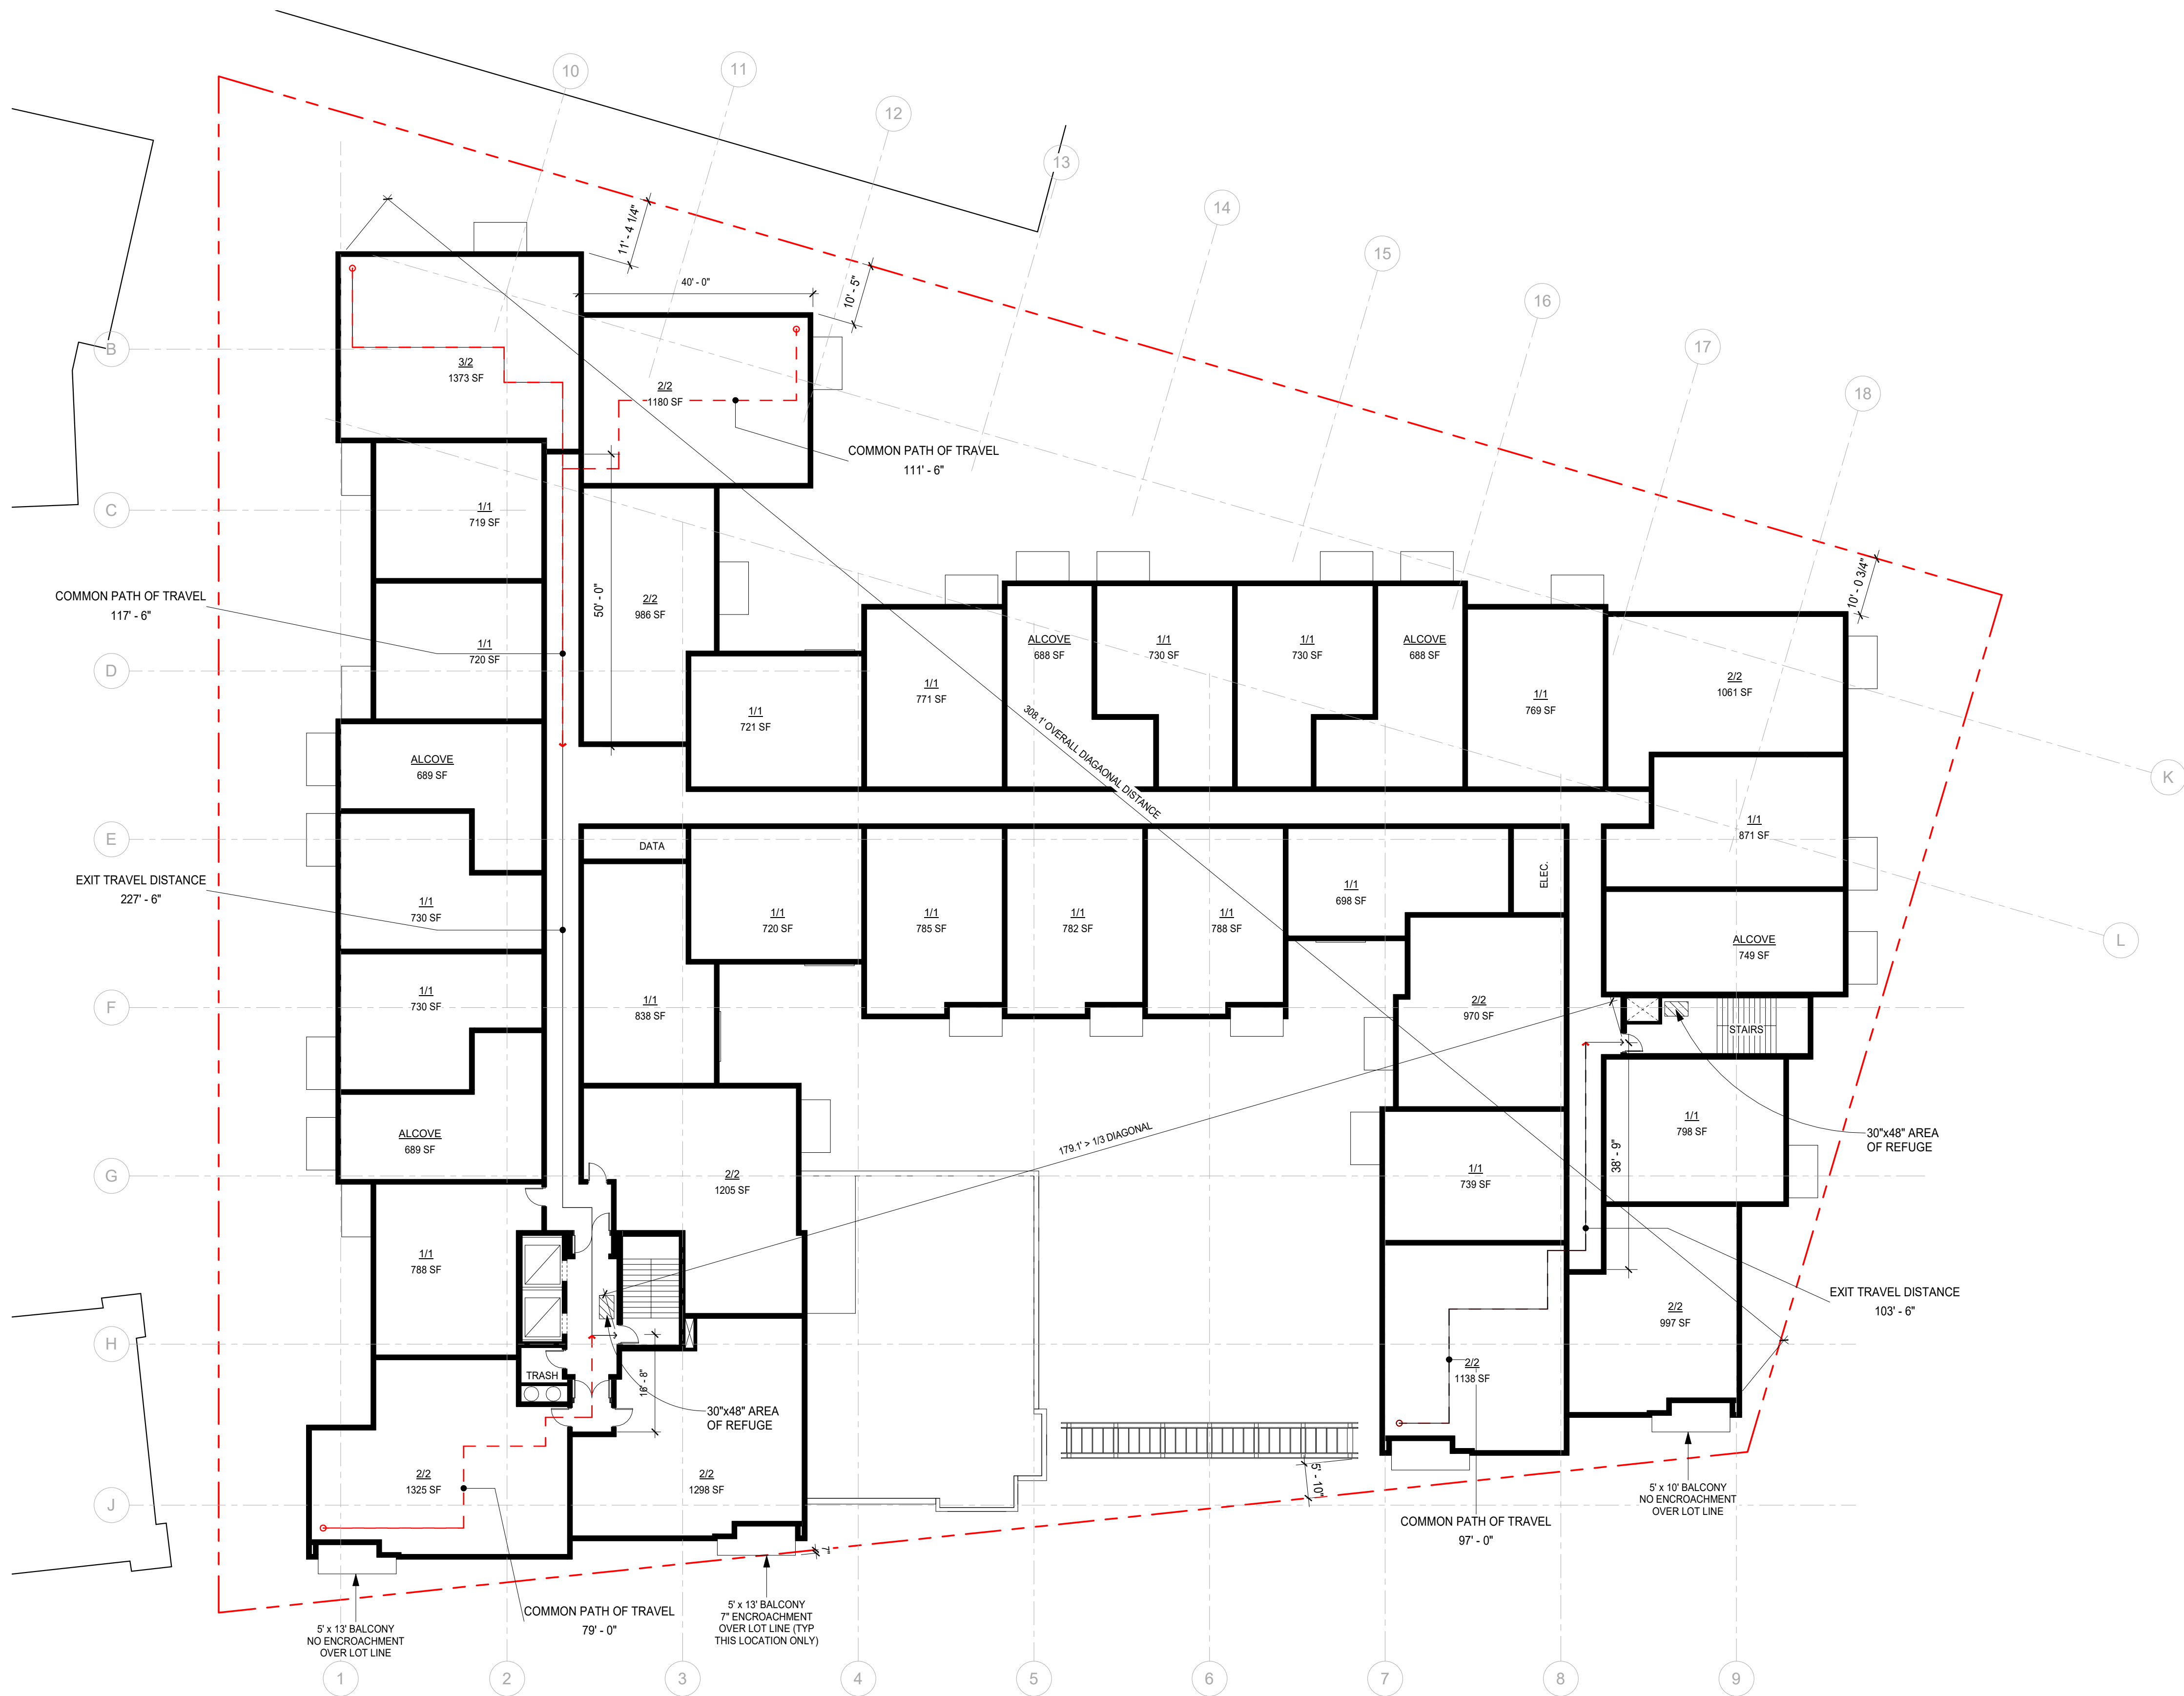 10
11
12
13
14
15
16
17
18
11' - 4 1/4"
40' - 0"
10' - 5"
B
3/2
1373 SF
2/2
1180 SF
COMMON PATH OF TRAVEL
111' - 6"
C
1/1
719 SF
10' - 0 3/4"
COMMON PATH OF TRAVEL
117' - 6"
50' - 0"
2/2
986 SF
1/1
720 SF
D
ALCOVE
688 SF
1/1
730 SF
1/1
730 SF
ALCOVE
688 SF
1/1
771 SF
1/1
721 SF
1/1
769 SF
2/2
1061 SF
308.1' OVERALL DIAGAONAL DISTANCE
K
ALCOVE
689 SF
E
DATA
1/1
871 SF
EXIT TRAVEL DISTANCE
227' - 6"
ELEC.
1/1
698 SF
1/1
730 SF
1/1
720 SF
1/1
785 SF
1/1
782 SF
1/1
788 SF
ALCOVE
749 SF
L
1/1
730 SF
F
1/1
838 SF
2/2
970 SF
STAIRS
ALCOVE
689 SF
179.1' > 1/3 DIAGONAL
1/1
798 SF
30"x48" AREA
OF REFUGE
38' - 9"
G
2/2
1205 SF
1/1
739 SF
1/1
788 SF
EXIT TRAVEL DISTANCE
103' - 6"
2/2
997 SF
H
TRASH
16' - 8"
2/2
1138 SF
30"x48" AREA
OF REFUGE
2/2
1325 SF
2/2
1298 SF
5' - 10"
5' x 10' BALCONY
NO ENCROACHMENT
OVER LOT LINE
J
COMMON PATH OF TRAVEL
97' - 0"
7"
5' x 13' BALCONY
7" ENCROACHMENT
OVER LOT LINE (TYP
THIS LOCATION ONLY)
COMMON PATH OF TRAVEL
79' - 0"
5' x 13' BALCONY
NO ENCROACHMENT
OVER LOT LINE
1
2
3
4
5
6
7
8
9